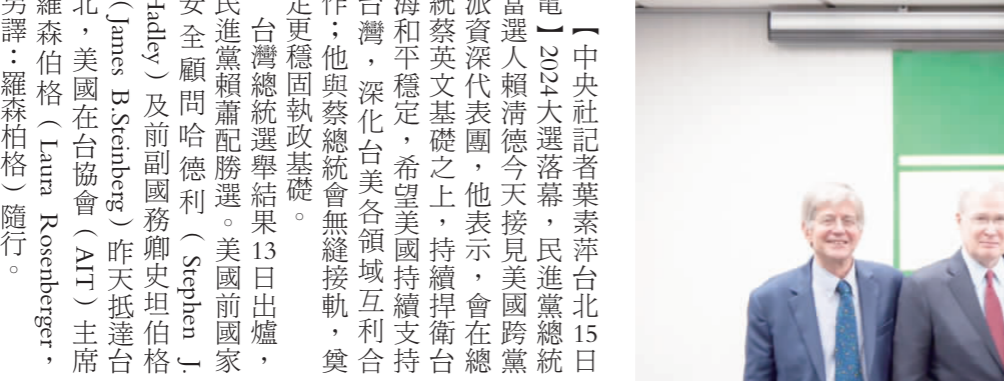 【中央社記者葉素萍台北15日
電】2024大選落幕，民進黨總統
當選人賴清德今天接見美國跨黨
派資深代表團，他表示，會在總
統蔡英文基礎之上，持續捍衛台
海和平穩定，希望美國持續支持
台灣，深化台美各領域互利合
作；他與蔡總統會無縫接軌，奠
定更穩固執政基礎。
台灣總統選舉結果13日出爐，
民進黨賴蕭配勝選。美國前國家
安全顧問哈德利（Stephen J.
Hadley）及前副國務卿史坦伯格
（James B.Steinberg）昨天抵達台
北，美國在台協會（AIT）主席
羅森伯格（Laura Rosenberger，
另譯：羅森柏格）隨行。